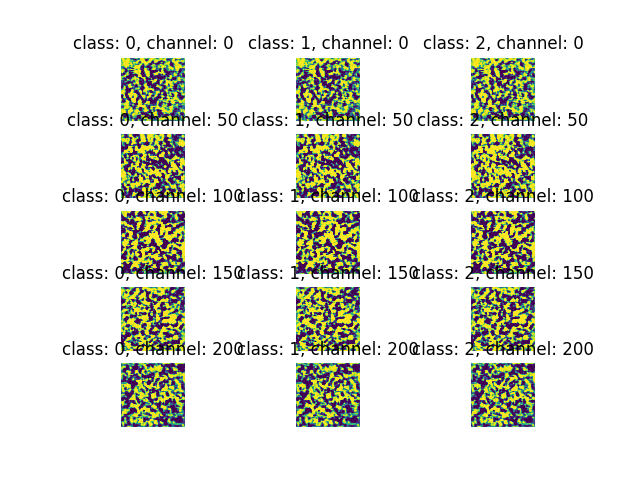 class: 0, channel: 0 class: 1, channel: 0 class: 2, channel: 0
class: 0, channel: 50 class: 1, channel: 50 class: 2, channel: 50
class: 0, channel: 100 class: 1, channel: 100 class: 2, channel: 100
class: 0, channel: 150 class: 1, channel: 150 class: 2, channel: 150
class: 0, channel: 200 class: 1, channel: 200 class: 2, channel: 200